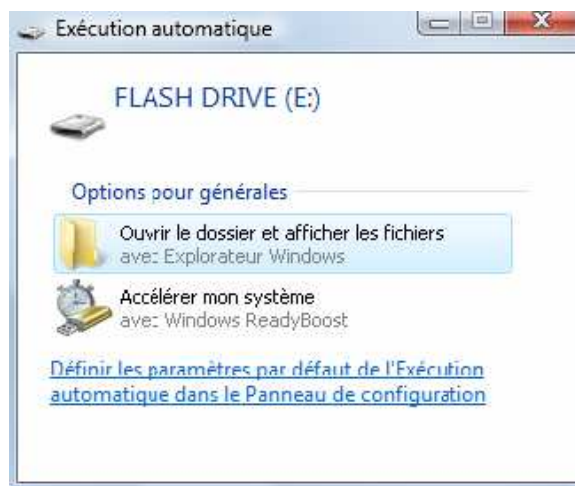 Exécution automatique
FLASH DRIVE (E:)
Options pour générales
Ouvrir le dossier et afficher les fichiers
avec Explorateur Windows
Accélérer mon système
avec Windows ReadyBoost
Définir les paramètres par défaut de l'Exécution
automatique dans le Panneau de configuration